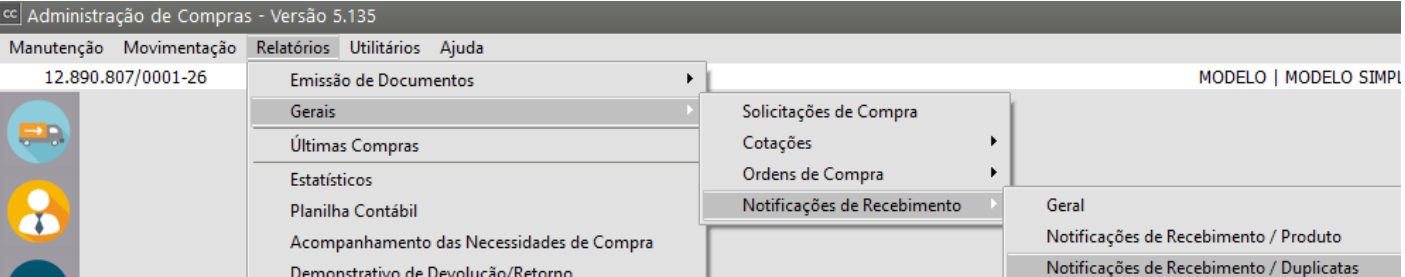 cc Administração de Compras - Versão 5.135
Manutenção Movimentação Relatórios Utilitários Ajuda
12.890.807/0001-26
MODELO | MODELO SIMPL
Emissão de Documentos
Gerais
Últimas Compras
Estatísticos
Planilha Contábil
Acompanhamento das Necessidades de Compra
Demonstrativo de Devolução/Retorno
Solicitações de Compra
Cotações
Ordens de Compra
Notificações de Recebimento
Geral
Notificações de Recebimento / Produto
Notificações de Recebimento / Duplicatas